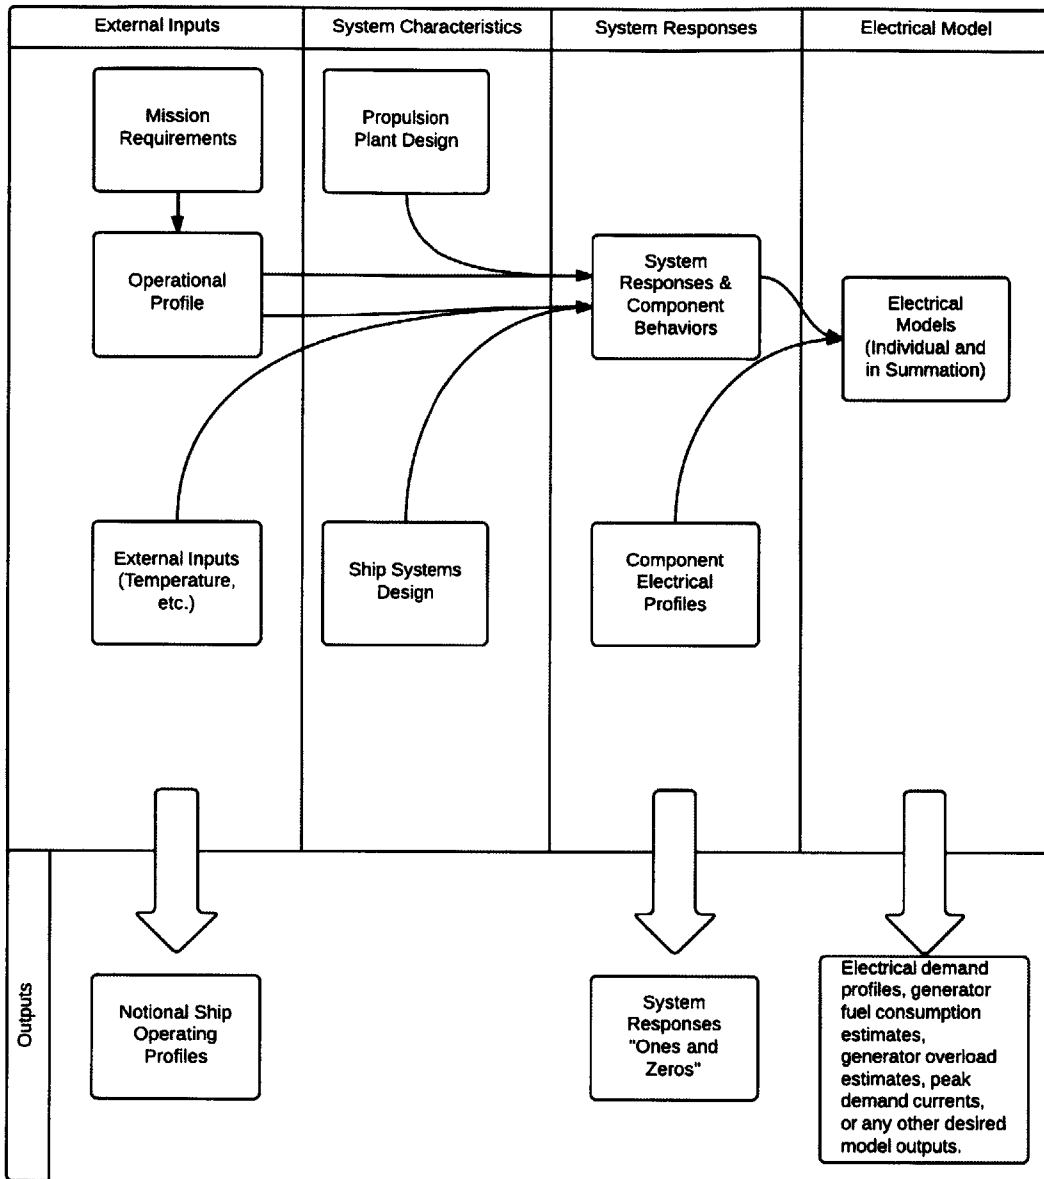 External Inputs
System Characteristics
System Responses
Electrical Model
Mission
Requirements
Propulsion
Plant Design
Operational
Profile
System
Responses &
Component
Behaviors
Electrical
Models
(Individual and
in Summation)
External Inputs
(Temperature,
etc.)
Ship Systems
Design
Component
Electrical
Profiles
Outputs
Notional Ship
Operating
Profiles
System
Responses
"Ones and
Zeros"
Electrical demand
profiles, generator
fuel consumption
estimates,
generator overload
estimates, peak
demand currents,
or any other desired
model outputs.